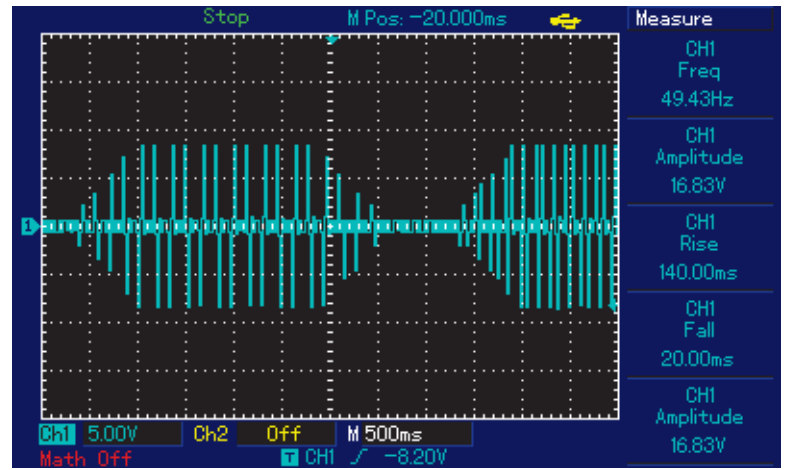 Stop
M Pos: -20.000ms
Measure
CH1
Freq
49.43Hz
CH1
Amplitude
16.83V
CH1
Rise
140.00ms
CH1
Fall
20.00ms
CH1
Amplitude
16.83V
1
Ch1 5.00V Ch2 Off M 500ms
Math Off T CH1 -8.20V